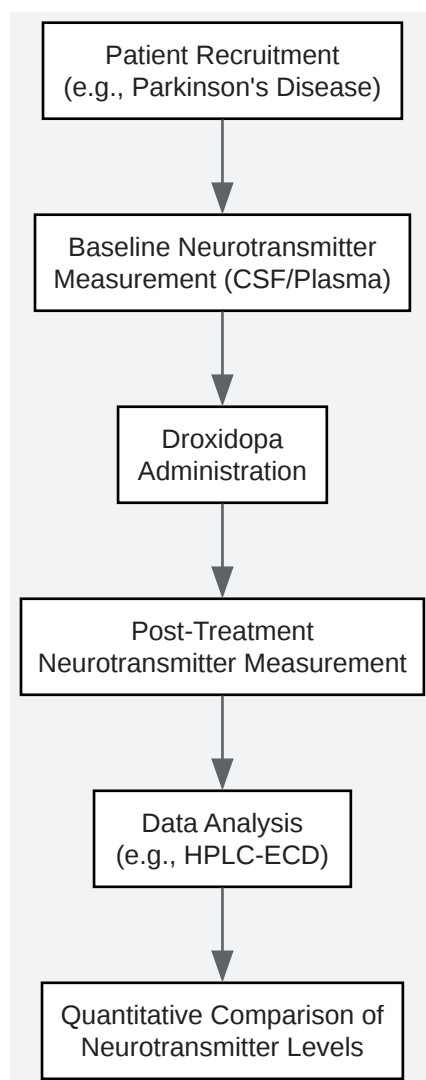 Patient Recruitment
(e.g., Parkinson's Disease)
Baseline Neurotransmitter
Measurement (CSF/Plasma)
Droxidopa
Administration
Post-Treatment
Neurotransmitter Measurement
Data Analysis
(e.g., HPLC-ECD)
Quantitative Comparison of
Neurotransmitter Levels